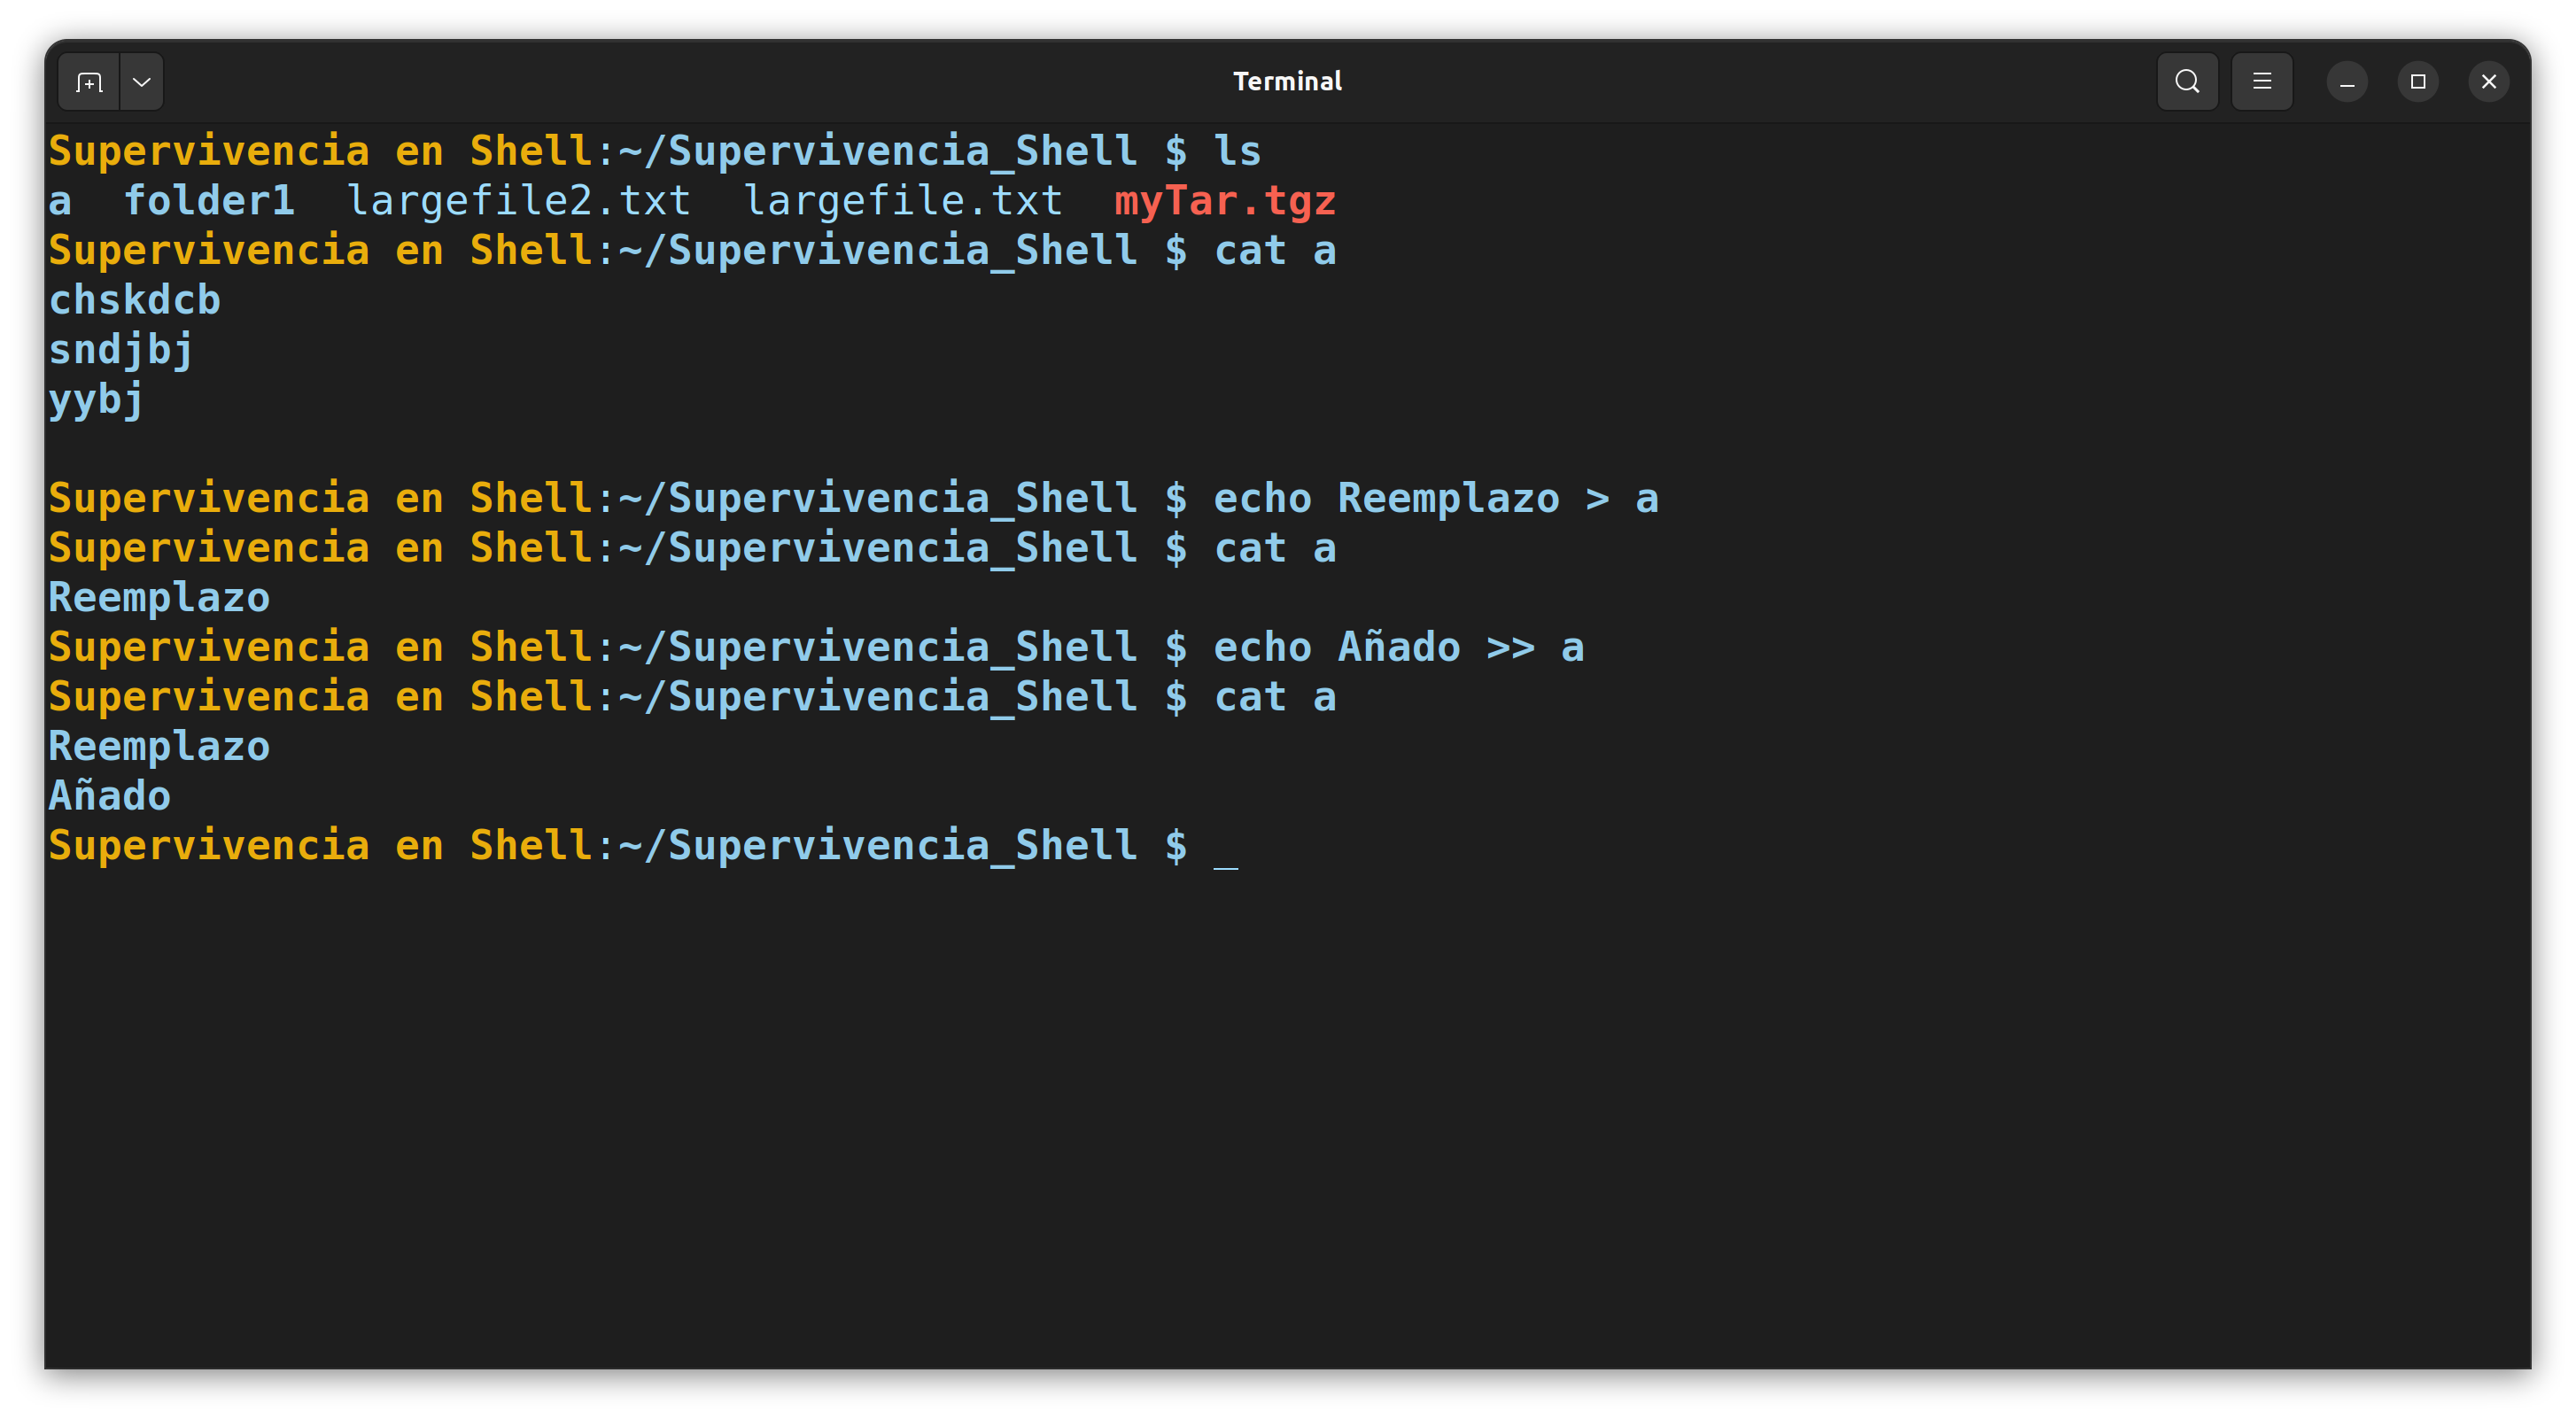 Terminal
Supervivencia en Shell:~/Supervivencia_Shell $ ls
a  folder1  largefile2.txt  largefile.txt  myTar.tgz
Supervivencia en Shell:~/Supervivencia_Shell $ cat a
chskdcb
sndjbj
yybj
Supervivencia en Shell:~/Supervivencia_Shell $ echo Reemplazo > a
Supervivencia en Shell:~/Supervivencia_Shell $ cat a
Reemplazo
Supervivencia en Shell:~/Supervivencia_Shell $ echo Añado >> a
Supervivencia en Shell:~/Supervivencia_Shell $ cat a
Reemplazo
Añado
Supervivencia en Shell:~/Supervivencia_Shell $ _